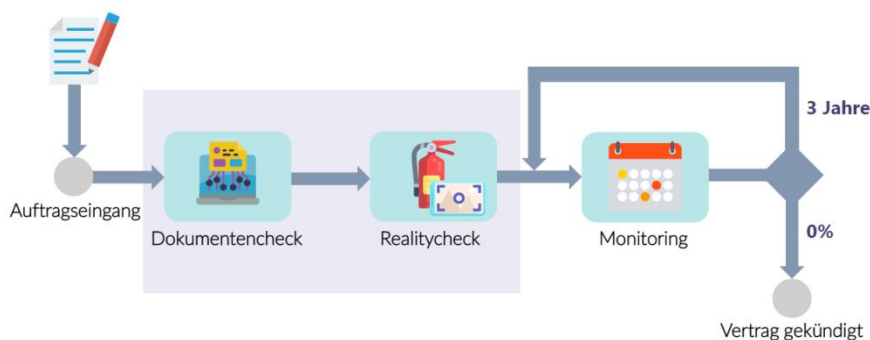 3 Jahre
Auftragseingang
Dokumentencheck
Realitycheck
Monitoring
0%
Vertrag gekündigt